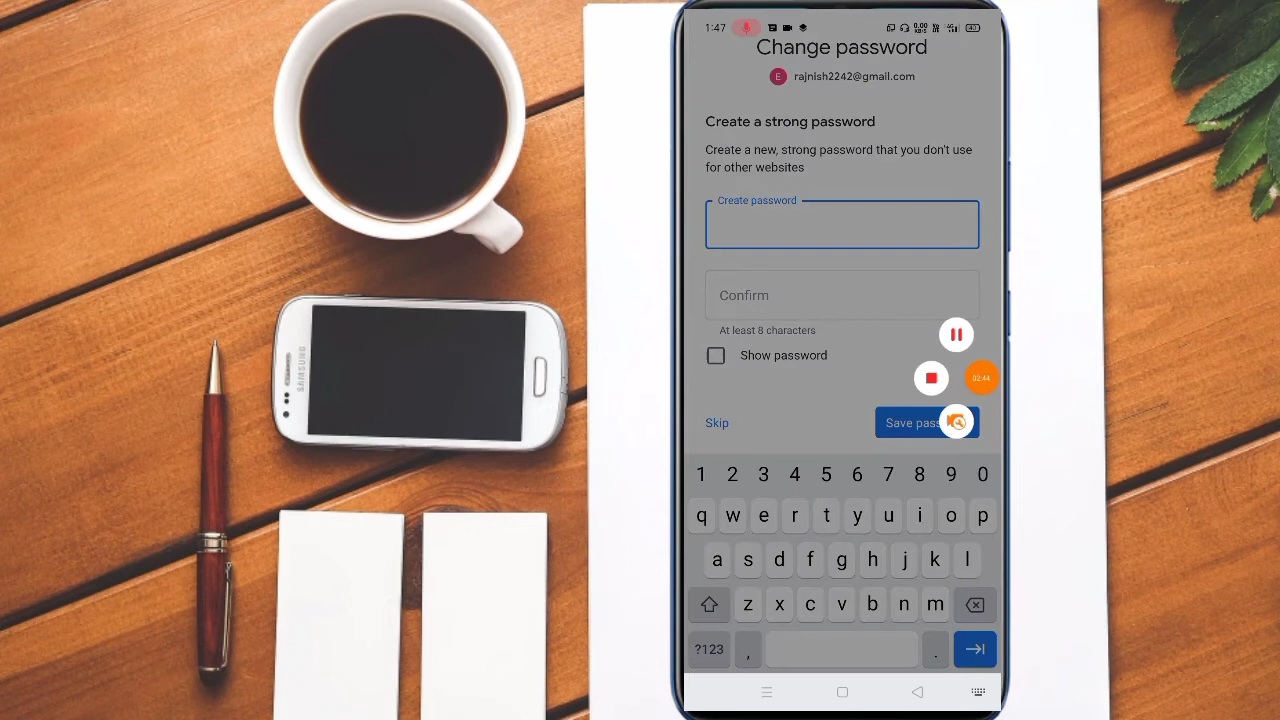 1:47
Change password
E rajnish2242@gmail.com
Create a strong password
Create a new, strong password that you don't use
for other websites
Create password
Confirm
At least 8 characters
Show password
02:44
Skip
Save pass
1 2 3 4 5 6 7 8 9 0
q w e r t y u i o p
a s d f g h j k l
z x c v b n m
?123 , .
SAMSUNG